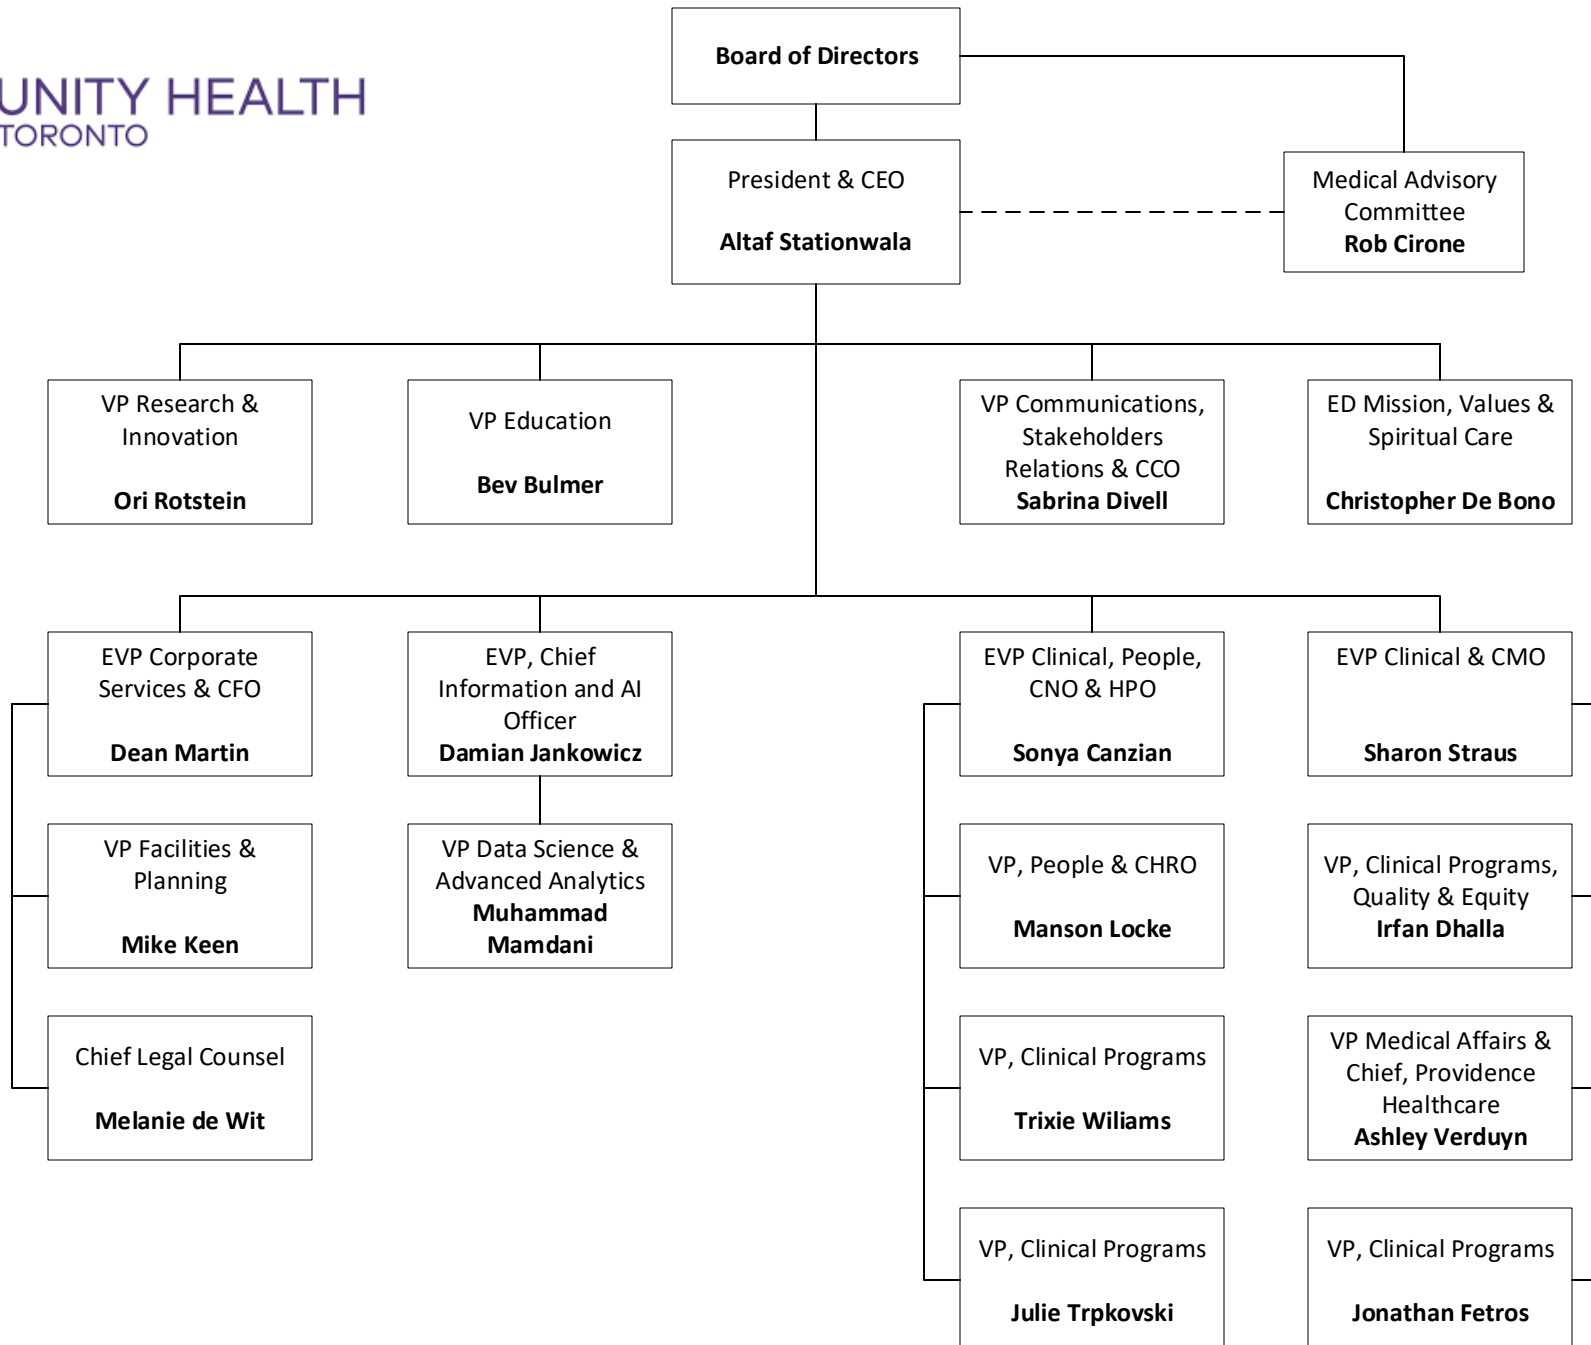 UNITY HEALTH
TORONTO
Board of Directors
President & CEO
Altaf Stationwala
Medical Advisory
Committee
Rob Cirone
VP Research &
Innovation
Ori Rotstein
VP Education
Bev Bulmer
VP Communications,
Stakeholders
Relations & CCO
Sabrina Divell
ED Mission, Values &
Spiritual Care
Christopher De Bono
EVP Corporate
Services & CFO
Dean Martin
EVP, Chief
Information and AI
Officer
Damian Jankowicz
EVP Clinical, People,
CNO & HPO
Sonya Canzian
EVP Clinical & CMO
Sharon Straus
VP Facilities &
Planning
Mike Keen
VP Data Science &
Advanced Analytics
Muhammad
Mamdani
VP, People & CHRO
Manson Locke
VP, Clinical Programs,
Quality & Equity
Irfan Dhalla
Chief Legal Counsel
Melanie de Wit
VP, Clinical Programs
Trixie Wiliams
VP Medical Affairs &
Chief, Providence
Healthcare
Ashley Verduyn
VP, Clinical Programs
Julie Trpkovski
VP, Clinical Programs
Jonathan Fetros